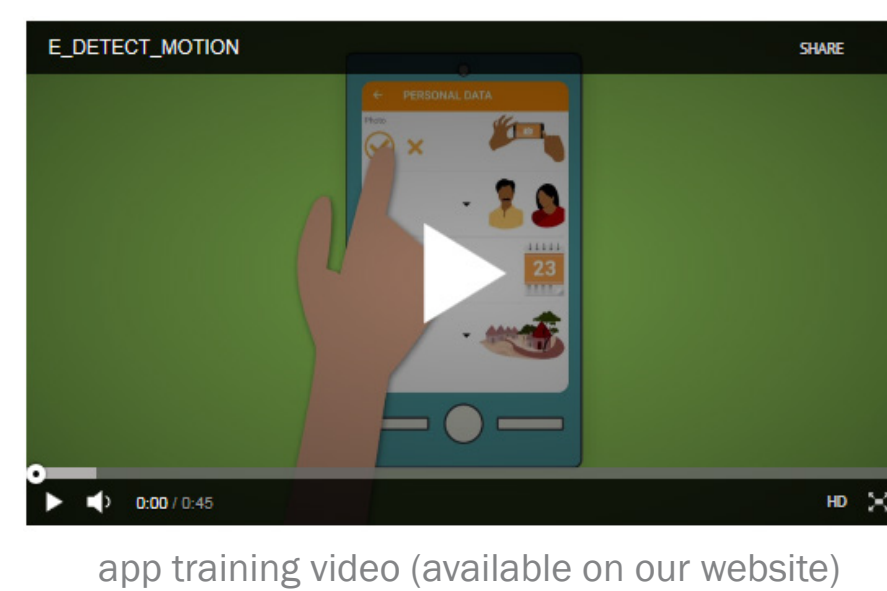 E_DETECT_MOTION SHARE
← PERSONAL DATA
Photo
23
0:00 / 0:45 HD
app training video (available on our website)